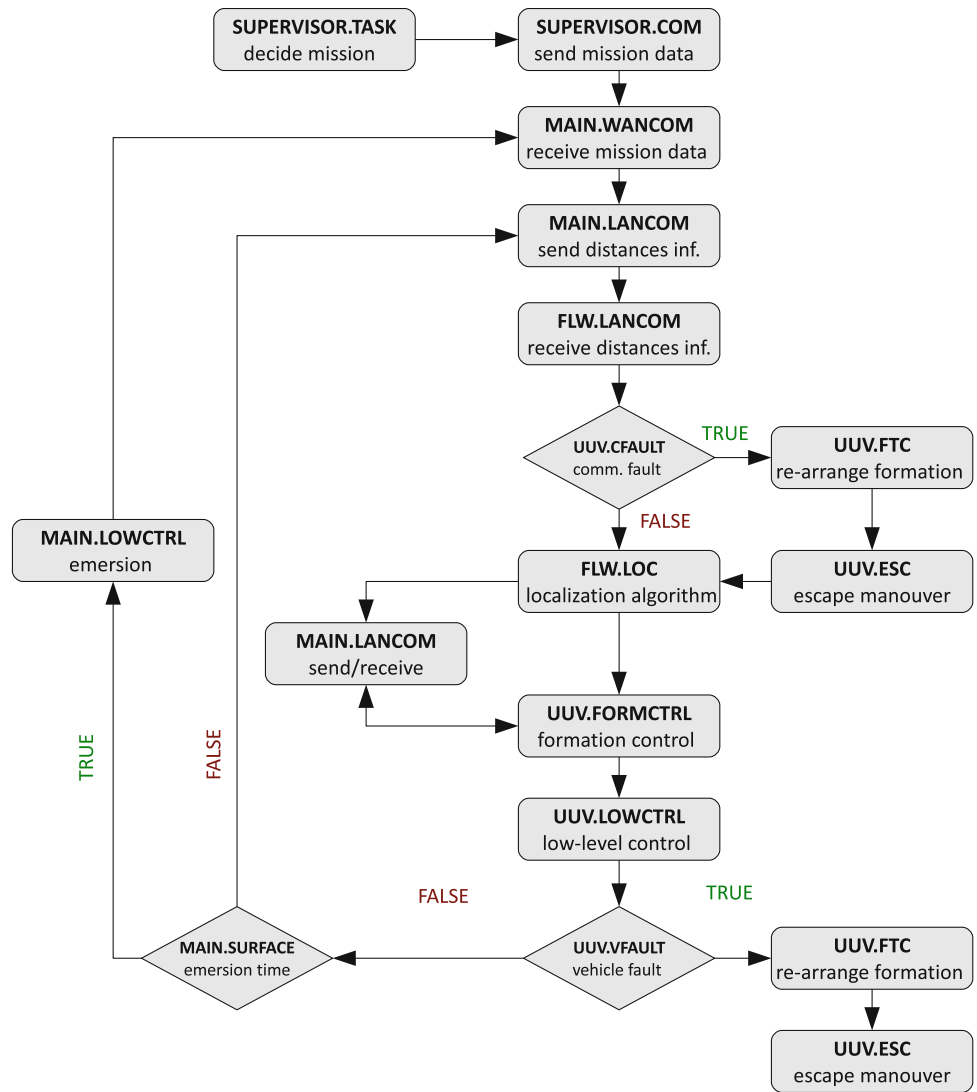 SUPERVISOR.TASK
decide mission
SUPERVISOR.COM
send mission data
MAIN.WANCOM
receive mission data
MAIN.LANCOM
send distances inf.
FLW.LANCOM
receive distances inf.
UUV.CFAULT
comm. fault
TRUE
UUV.FTC
re-arrange formation
FALSE
MAIN.LOWCTRL
emersion
FLW.LOC
localization algorithm
UUV.ESC
escape manouver
MAIN.LANCOM
send/receive
UUV.FORMCTRL
formation control
TRUE
FALSE
UUV.LOWCTRL
low-level control
FALSE
TRUE
MAIN.SURFACE
emersion time
UUV.VFAULT
vehicle fault
UUV.FTC
re-arrange formation
UUV.ESC
escape manouver